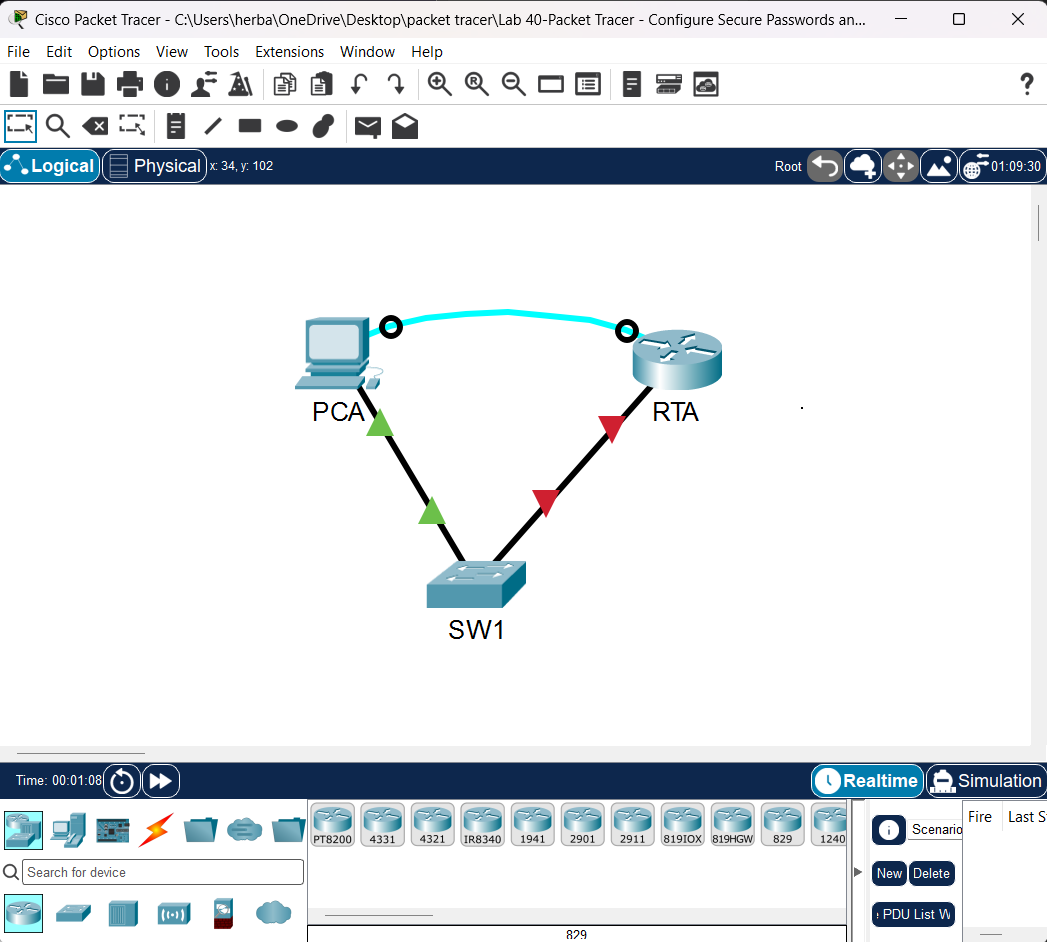 Cisco Packet Tracer - C:\Users\herba\OneDrive\Desktop\packet tracer\Lab 40-Packet Tracer - Configure Secure Passwords an...
File Edit Options View Tools Extensions Window Help
Logical Physical x: 34, y: 102 Root 01:09:30
PCA RTA
SW1
Time: 00:01:08 Realtime Simulation
PT8200 4331 4321 IR8340 1941 2901 2911 819IOX 819HGW 829 1240
Fire Last S
Scenario
Search for device
New Delete
PDU List W
829